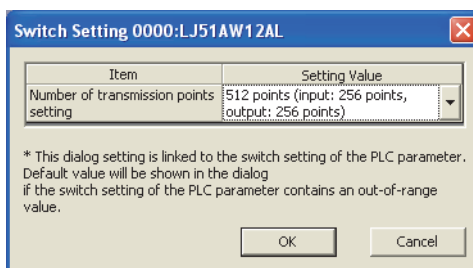 Switch Setting 0000:LJ51AW12AL
Item
Setting Value
Number of transmission points
setting
512 points (input: 256 points,
output: 256 points)
* This dialog setting is linked to the switch setting of the PLC parameter.
Default value will be shown in the dialog
if the switch setting of the PLC parameter contains an out-of-range
value.
OK
Cancel